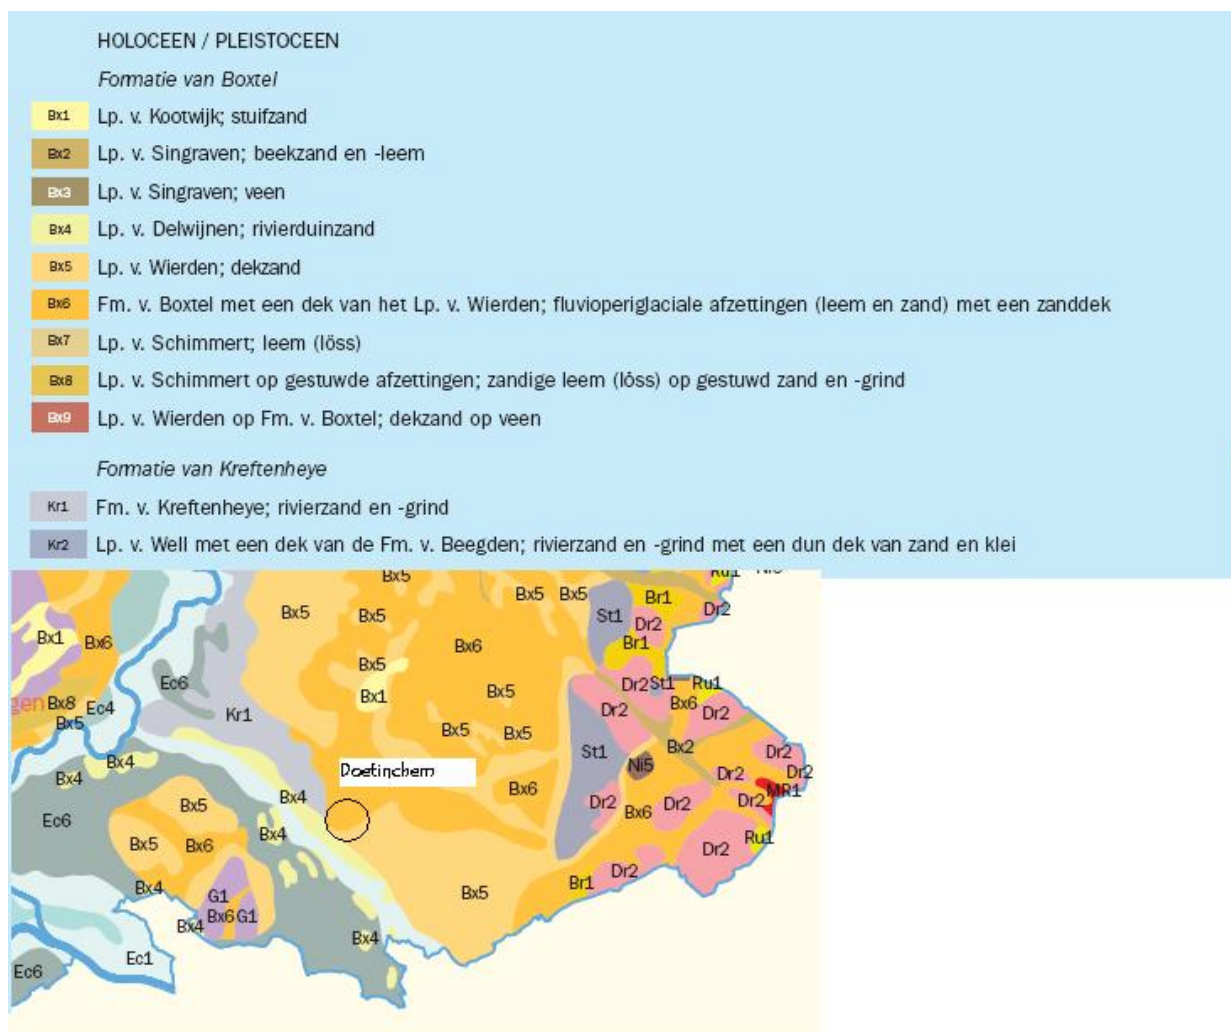 HOLOCEEN / PLEISTOCEEN
Formatie van Boxtel
Bx1 Lp. v. Kootwijk; stuifzand
Bx2 Lp. v. Singraven; beekzand en -leem
Bx3 Lp. v. Singraven; veen
Bx4 Lp. v. Delwijnen; rivierduinzand
Bx5 Lp. v. Wierden; dekzand
Bx6 Fm. v. Boxtel met een dek van het Lp. v. Wierden; fluvioperiglaciale afzettingen (leem en zand) met een zanddek
Bx7 Lp. v. Schimmert; leem (löss)
Bx8 Lp. v. Schimmert op gestuwde afzettingen; zandige leem (löss) op gestuwd zand en -grind
Bx9 Lp. v. Wierden op Fm. v. Boxtel; dekzand op veen
Formatie van Kreftenheye
Kr1 Fm. v. Kreftenheye; rivierzand en -grind
Kr2 Lp. v. Well met een dek van de Fm. v. Beegden; rivierzand en -grind met een dun dek van zand en klei
Bx5 Ru1
Bx5 Bx5 Br1
Bx5 Bx5 St1 Dr2 Dr2
Bx1 Bx6 Bx6 Br1
Bx5
Ec6 Bx1 Bx5 Dr2 St1 Ru1
gen Bx8 Ec4 Kr1 Dr2 Bx6 Dr2
Bx5 Bx5 Bx5
Bx4 St1 Bx2 Dr2
Bx4 Doetinchem Ni5 Dr2 Dr2
Bx4 Bx6 MR1
Bx5 Dr2 Bx6 Dr2 Dr2
Ec6 Bx4 Ru1
Bx5 Bx6 Dr2
Bx4 Bx5 Br1 Dr2
G1
Bx4 Bx6 G1
Bx4
Ec6 Ec1